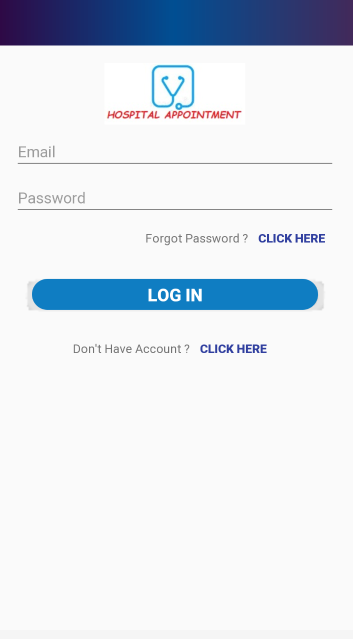 HOSPITAL APPOINTMENT
Email
Password
Forgot Password ? CLICK HERE
LOG IN
Don't Have Account ? CLICK HERE